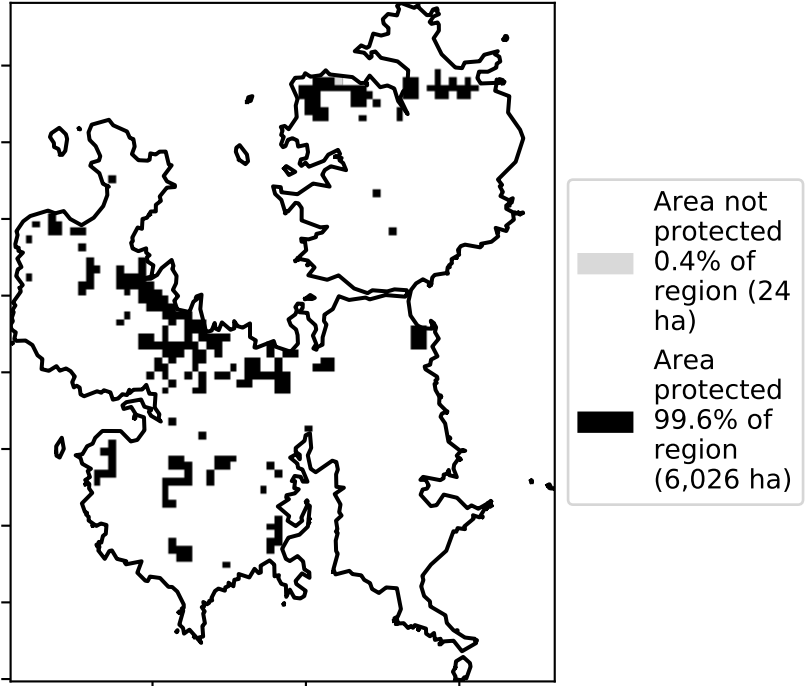 Area not
protected
0.4% of
region (24
ha)
Area
protected
99.6% of
region
(6,026 ha)